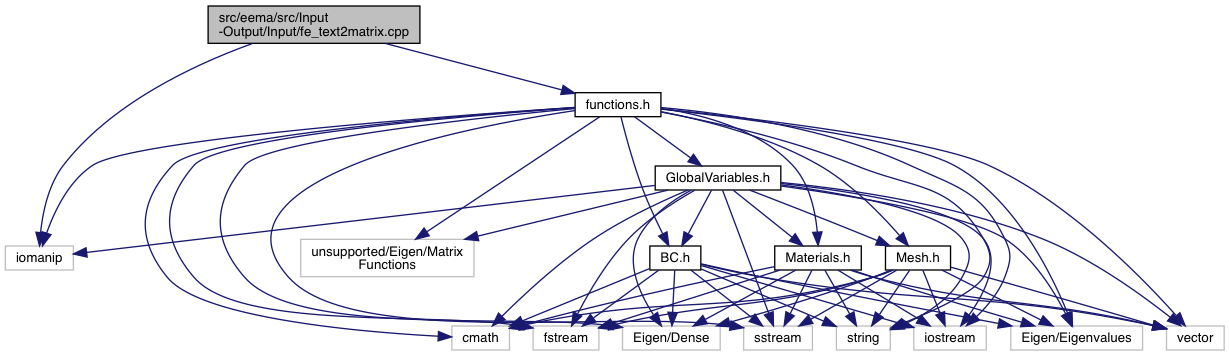 src/eema/src/Input
-Output/Input/fe_text2matrix.cpp
functions.h
GlobalVariables.h
iomanip
unsupported/Eigen/Matrix
Functions
BC.h
Materials.h
Mesh.h
cmath
fstream
Eigen/Dense
sstream
string
iostream
Eigen/Eigenvalues
vector